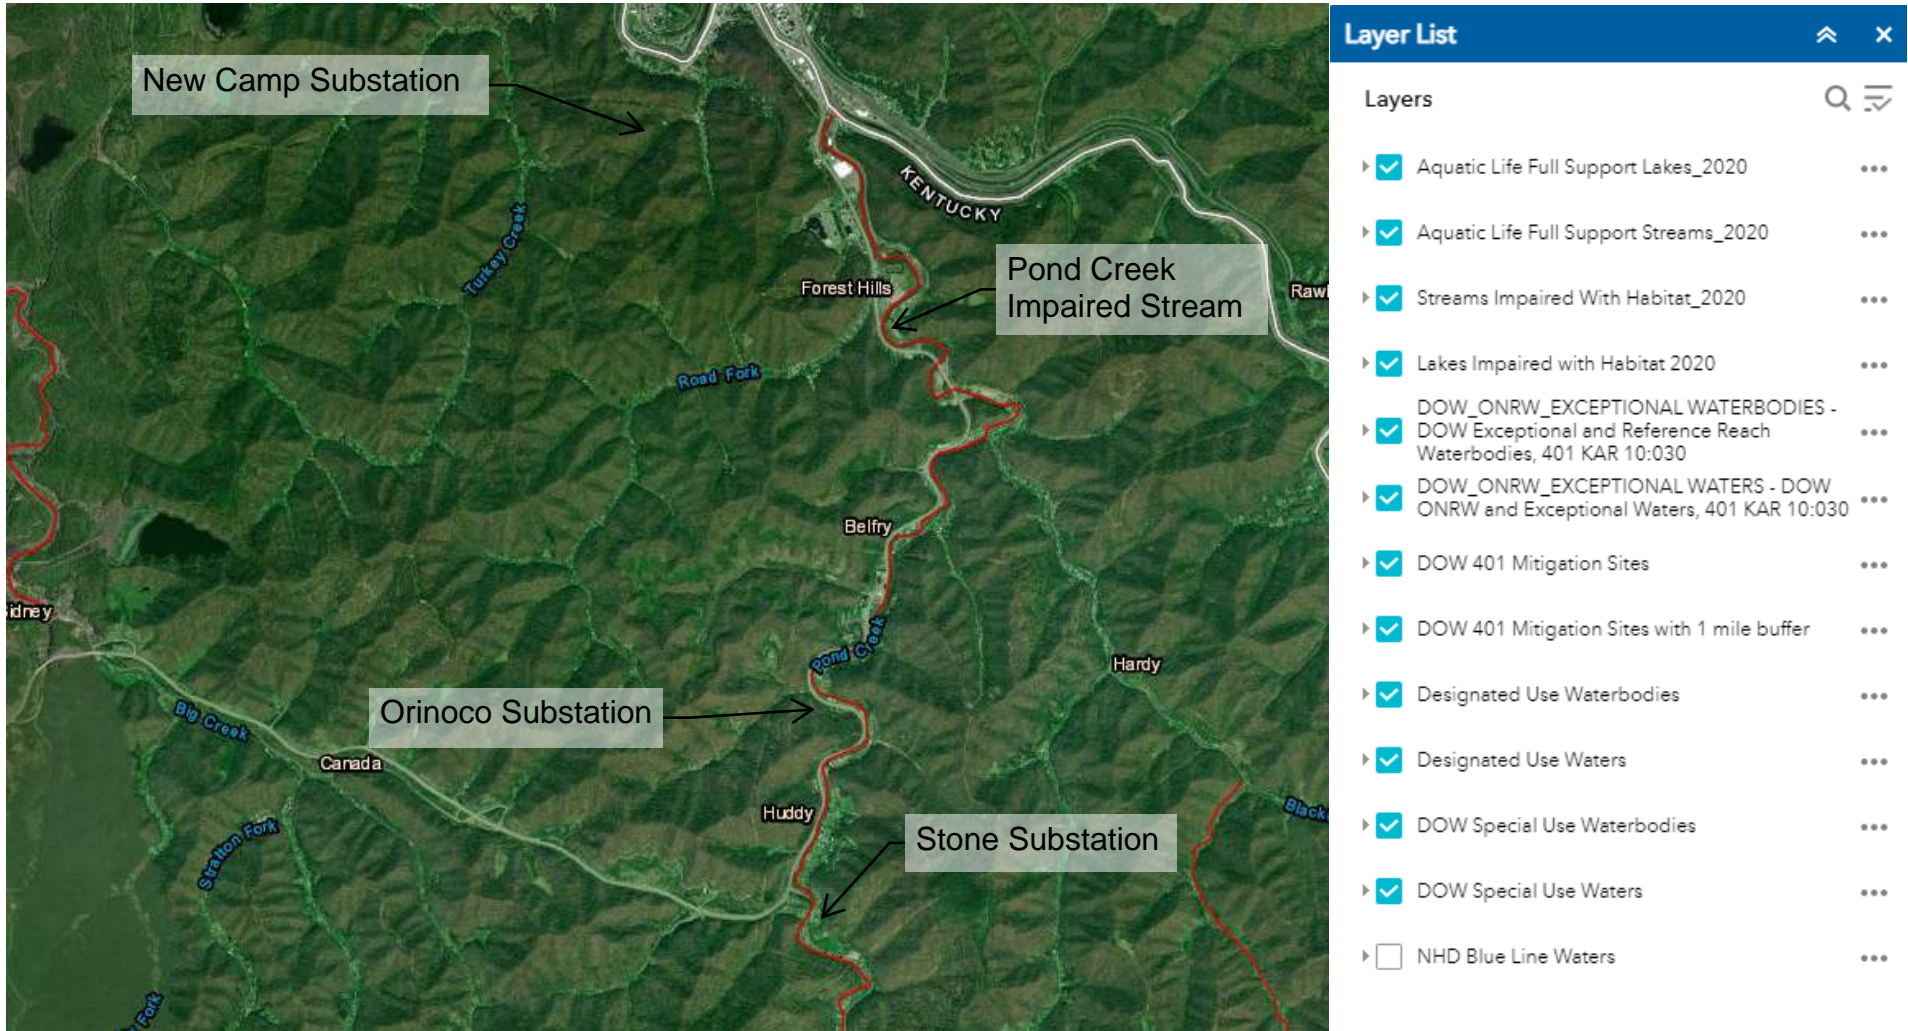 New Camp Substation
KENTUCKY
Turkey Creek
Forest Hills
Pond Creek
Impaired Stream
Road Fork
Belfry
Pond Creek
Hardy
Orinoco Substation
Big Creek
Canada
Huddy
Stratton Fork
Stone Substation
Fork
Layer List
Layers
Aquatic Life Full Support Lakes_2020
Aquatic Life Full Support Streams_2020
Streams Impaired With Habitat_2020
Lakes Impaired with Habitat 2020
DOW_ONRW_EXCEPTIONAL WATERBODIES -
DOW Exceptional and Reference Reach
Waterbodies, 401 KAR 10:030
DOW_ONRW_EXCEPTIONAL WATERS - DOW
ONRW and Exceptional Waters, 401 KAR 10:030
DOW 401 Mitigation Sites
DOW 401 Mitigation Sites with 1 mile buffer
Designated Use Waterbodies
Designated Use Waters
DOW Special Use Waterbodies
DOW Special Use Waters
NHD Blue Line Waters